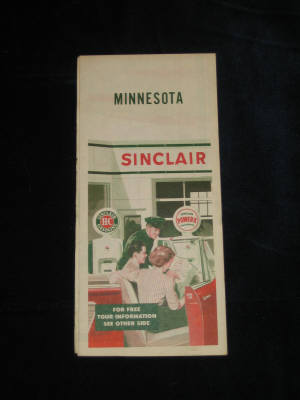 MINNESOTA
SINCLAIR
H-C
POWER-X
FOR FREE
TOUR INFORMATION
SEE OTHER SIDE